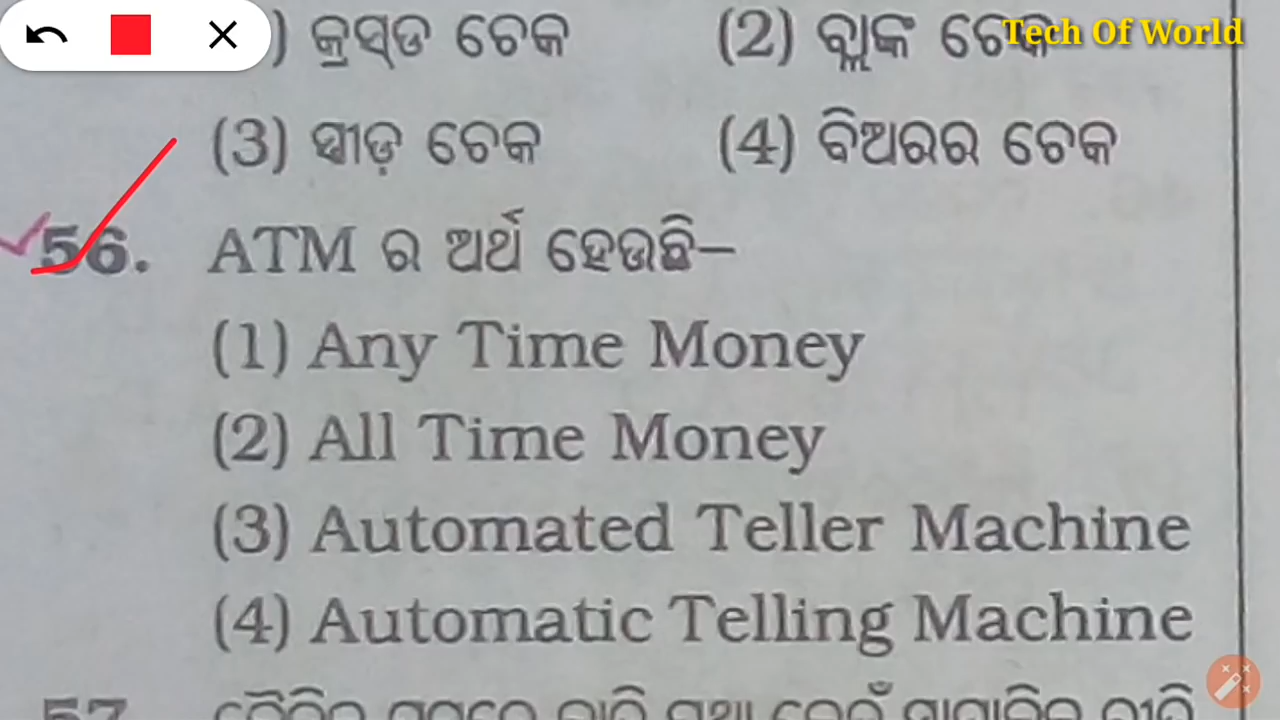 ) କ୍ରସ୍‌ଡ ଚେକ (2) ବ୍ଲାଙ୍କ ଚେକ
Tech Of World
(3) ସ୍ପୀଡ଼ ଚେକ (4) ବିଅରର ଚେକ
56. ATM ର ଅର୍ଥ ହେଉଛି–
(1) Any Time Money
(2) All Time Money
(3) Automated Teller Machine
(4) Automatic Telling Machine
57